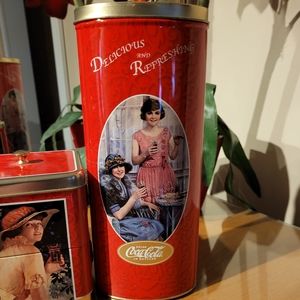 DELICIOUS
AND
REFRESHING
Coca-Cola